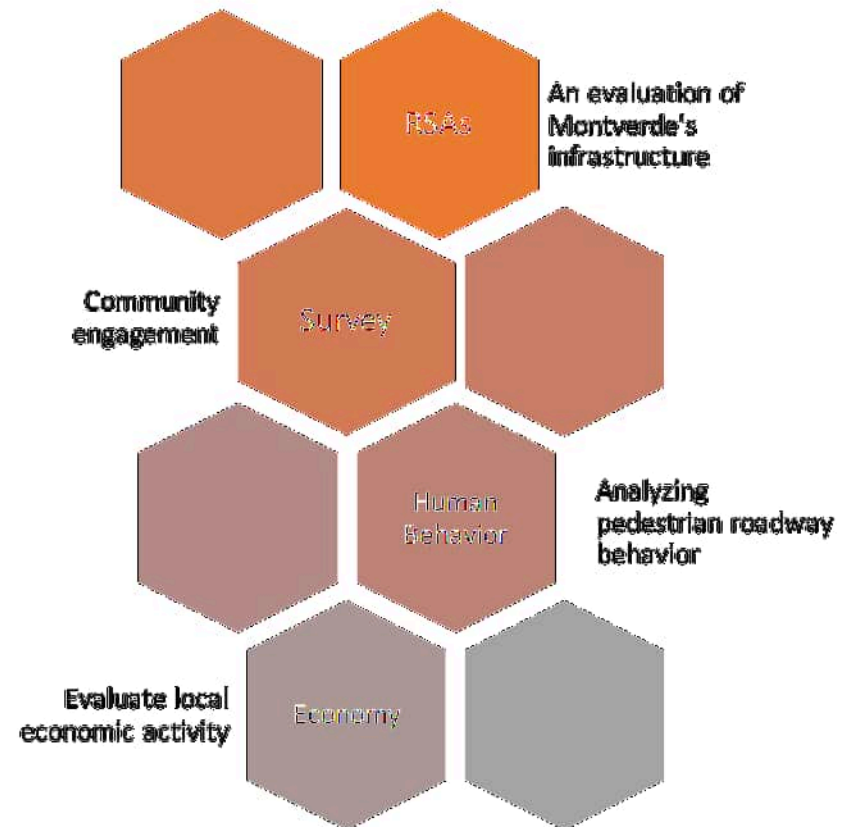 RSAs
An evaluation of
Montverde's
infrastructure
Community
engagement
Survey
Human
Behavior
Analyzing
pedestrian roadway
behavior
Evaluate local
economic activity
Economy